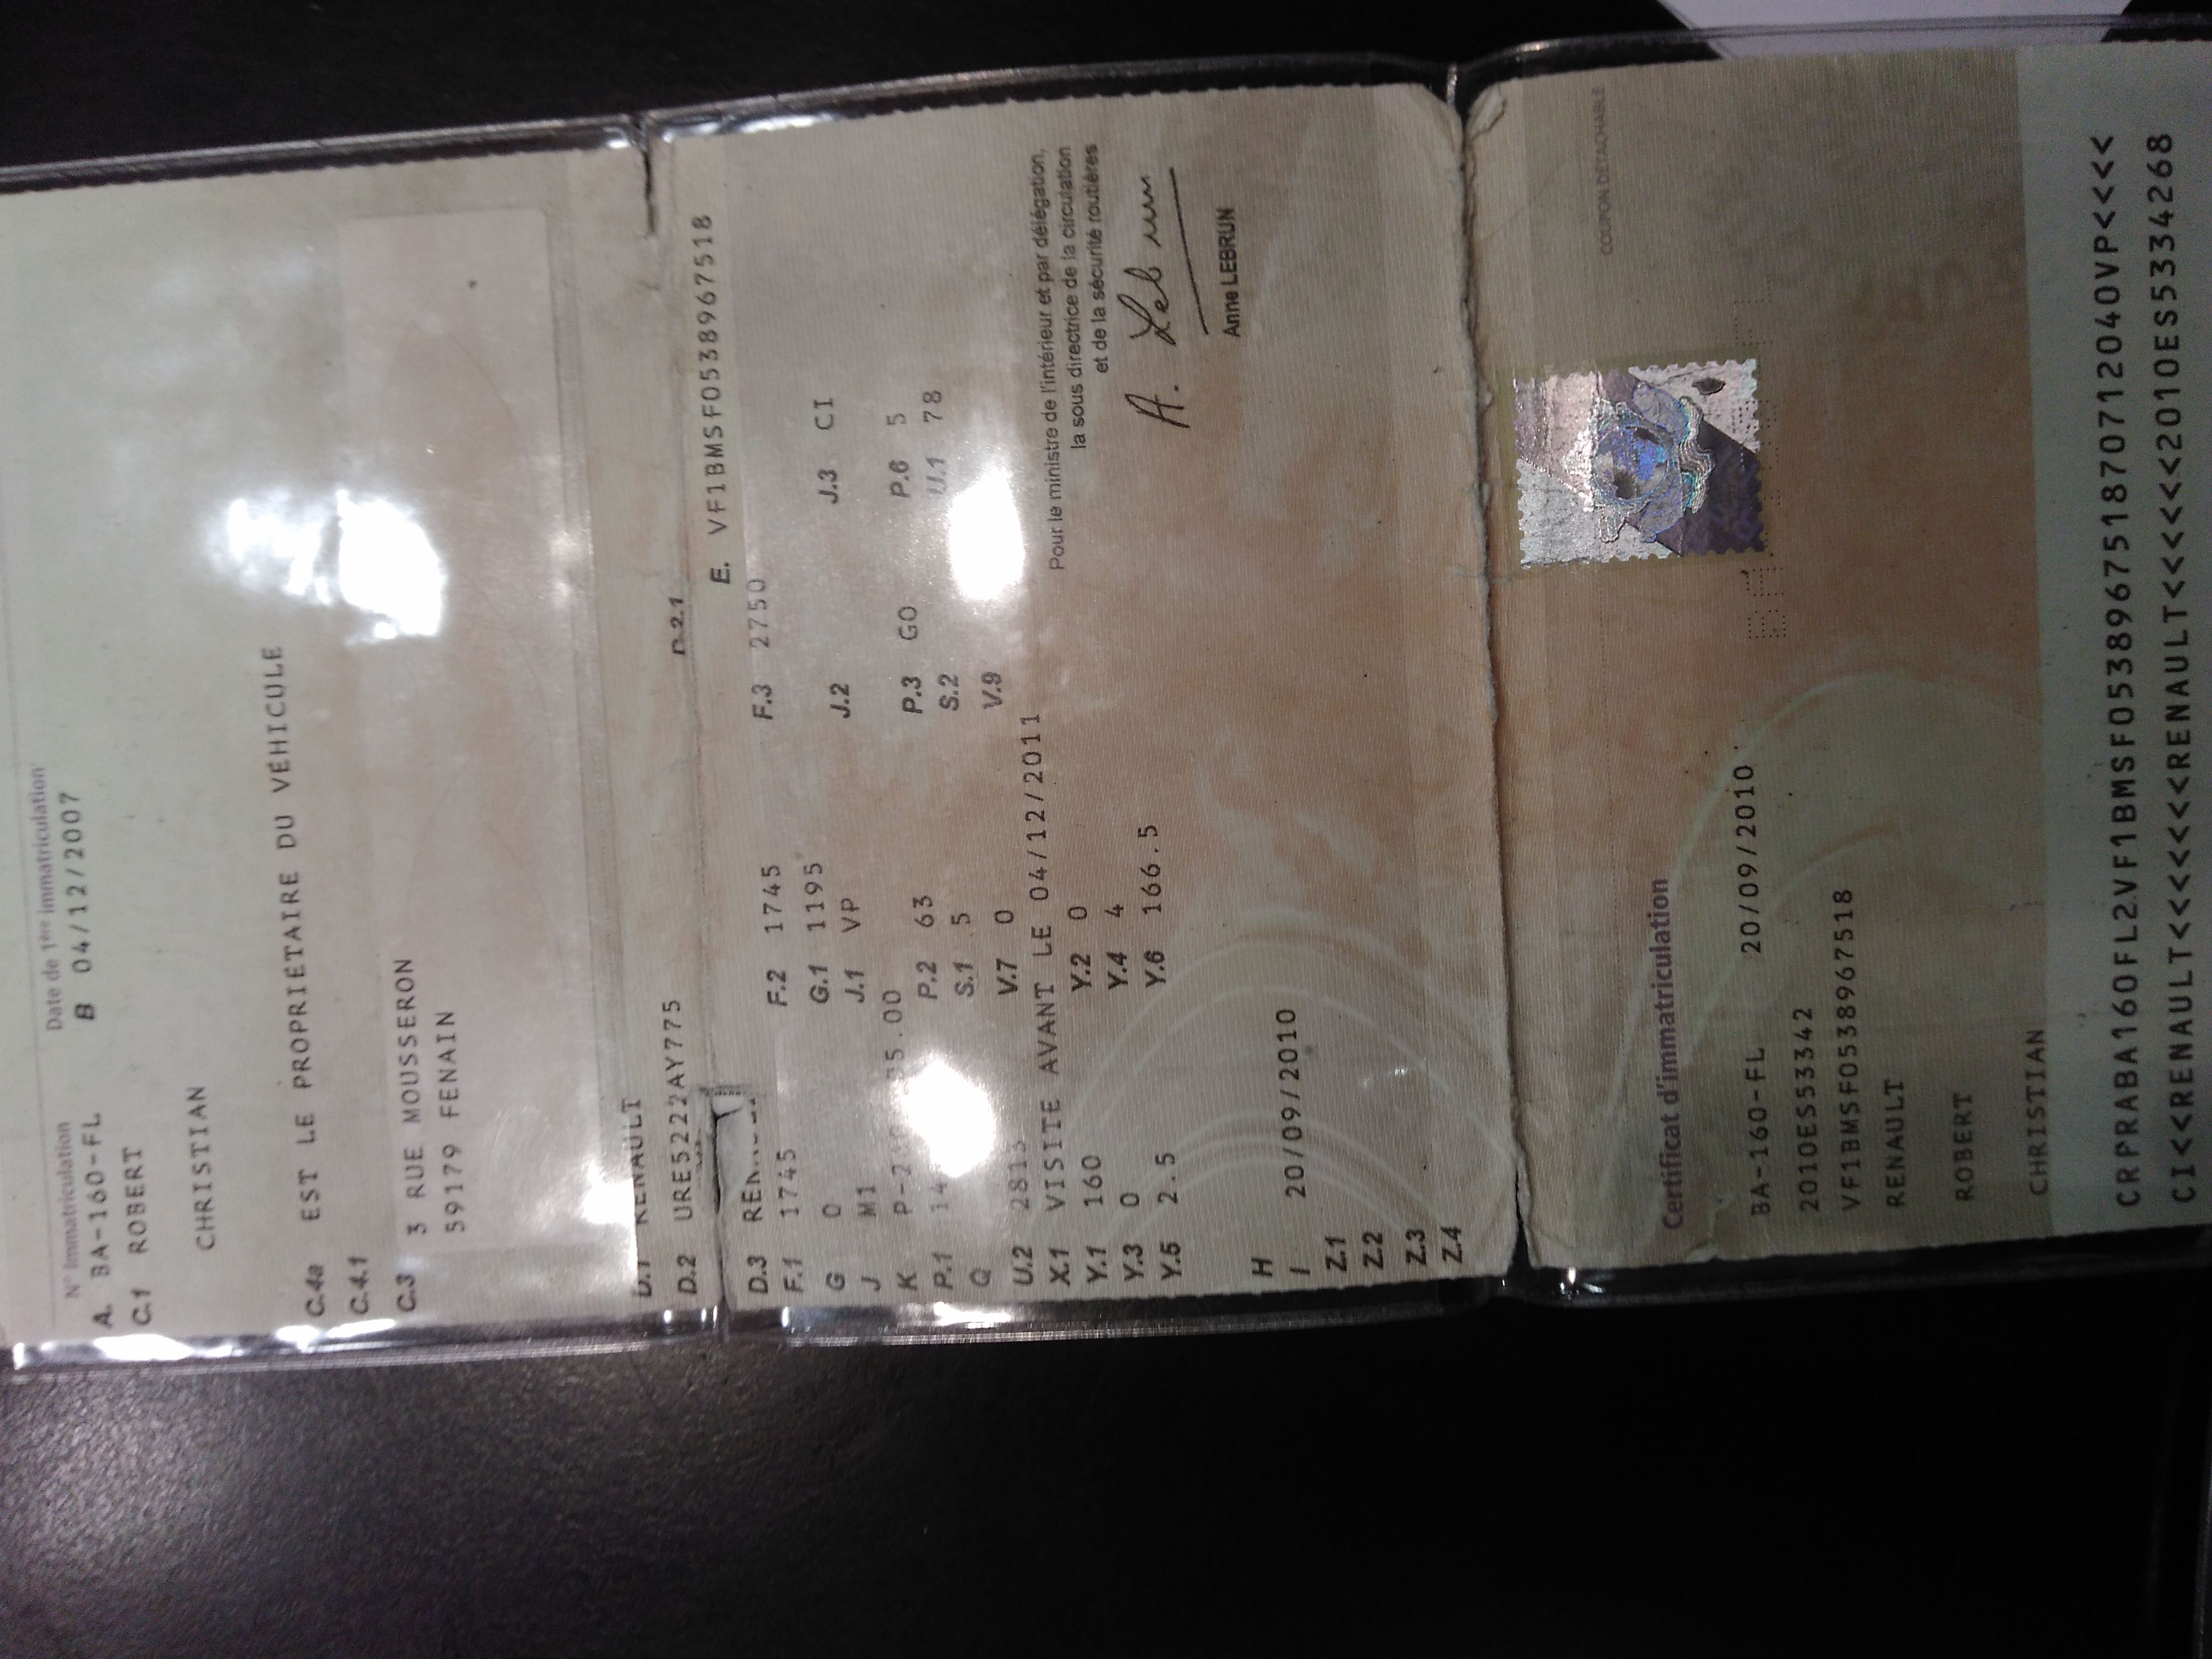 N° Immatriculation Date de 1ère immatriculation
A. BA-160-FL B 04/12/2007
C.1 ROBERT
CHRISTIAN
C.4a EST LE PROPRIÉTAIRE DU VÉHICULE
C.4.1
C.3 3 RUE MOUSSERON
59179 FENAIN
D.1 RENAULT
D.2 URE5222AY775 D.2.1
E. VF1BMSF0538967518
D.3
F.1 1745 F.2 1745 F.3 2750
G 0 G.1 1195
J M1 J.1 VP J.2 J.3 CI
K
P.1 P.2 63 P.3 GO P.6 5
Q S.1 5 S.2 U.1 78
U.2 2813 V.7 0 V.9
X.1 VISITE AVANT LE 04/12/2011
Y.1 160 Y.2 0
Y.3 0 Y.4 4
Y.5 2.5 Y.6 166.5
Pour le ministre de l'intérieur et par délégation,
la sous directrice de la circulation
et de la sécurité routières
A. Lebrun
Anne LEBRUN
H
I 20/09/2010
Z.1
Z.2
Z.3
Z.4
COUPON DÉTACHABLE
Certificat d'immatriculation
BA-160-FL 20/09/2010
2010ES53342
VF1BMSF0538967518
RENAULT
ROBERT
CHRISTIAN
CRPRABA160FL2VF1BMSF053896751870712040VP<<<<
CI<<RENAULT<<<<<<RENAULT<<<<<<2010ES5334268